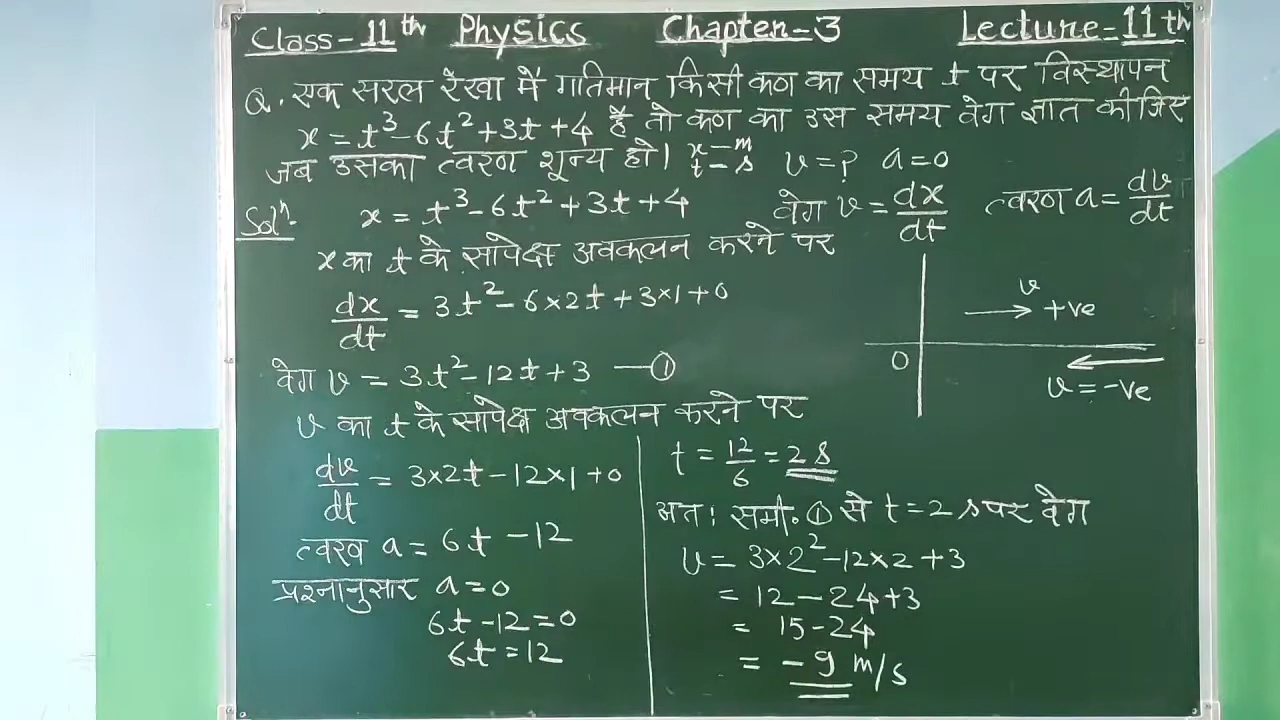 Class-11th Physics Chapter-3 Lecture-11th
Q. एक सरल रेखा में गतिमान किसी कण का समय t पर विस्थापन
x = t³-6t²+3t+4 है तो कण का उस समय वेग ज्ञात कीजिए
जब उसका त्वरण शून्य हो। x-m t-s v=? a=0
Solⁿ- x = t³-6t²+3t+4 वेग v = dx/dt त्वरण a = dv/dt
x का t के सापेक्ष अवकलन करने पर
dx/dt = 3t²-6×2t+3×1+0
वेग v = 3t²-12t+3 —①
v का t के सापेक्ष अवकलन करने पर
dv/dt = 3×2t-12×1+0
त्वरव a = 6t-12
प्रश्नानुसार a=0
6t-12=0
6t=12
v
→ +ve
0
←
v=-ve
t = 12/6 = 2s
अतः समी. ① से t=2s पर वेग
v = 3×2²-12×2+3
= 12-24+3
= 15-24
= -9 m/s